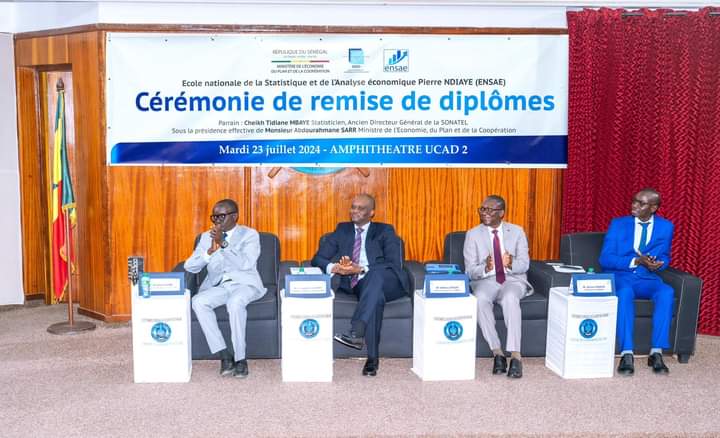 RÉPUBLIQUE DU SÉNÉGAL
MINISTÈRE DE L'ÉCONOMIE
DU PLAN ET DE LA COOPÉRATION
ensae
Ecole nationale de la Statistique et de l'Analyse économique Pierre NDIAYE (ENSAE)
Cérémonie de remise de diplômes
Parrain : Cheikh Tidiane MBAYE Statisticien, Ancien Directeur Général de la SONATEL
Sous la présidence effective de Monsieur Abdourahmane SARR Ministre de l'Economie, du Plan et de la Coopération
Mardi 23 juillet 2024 - AMPHITHEATRE UCAD 2